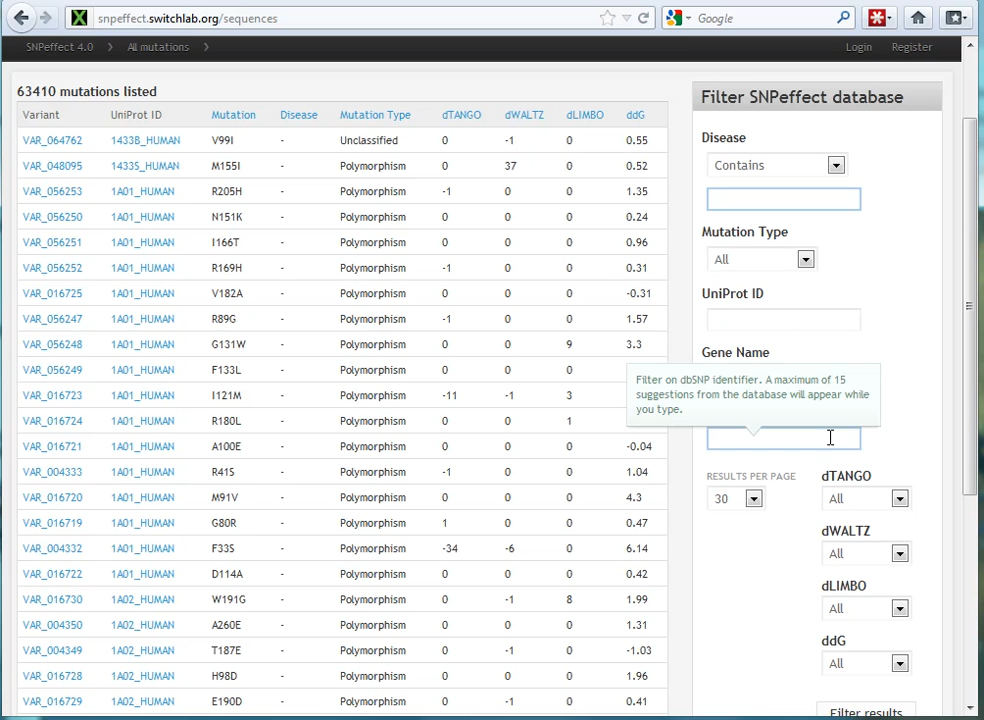 snpeffect.switchlab.org/sequences
Google
SNPeffect 4.0 > All mutations >
Login Register
63410 mutations listed
Variant UniProt ID Mutation Disease Mutation Type dTANGO dWALTZ dLIMBO ddG
VAR_064762 1433B_HUMAN V99I - Unclassified 0 -1 0 0.55
VAR_048095 1433S_HUMAN M155I - Polymorphism 0 37 0 0.52
VAR_056253 1A01_HUMAN R205H - Polymorphism -1 0 0 1.35
VAR_056250 1A01_HUMAN N151K - Polymorphism 0 0 0 0.24
VAR_056251 1A01_HUMAN I166T - Polymorphism 0 0 0 0.96
VAR_056252 1A01_HUMAN R169H - Polymorphism -1 0 0 0.31
VAR_016725 1A01_HUMAN V182A - Polymorphism 0 0 0 -0.31
VAR_056247 1A01_HUMAN R89G - Polymorphism -1 0 0 1.57
VAR_056248 1A01_HUMAN G131W - Polymorphism 0 0 9 3.3
VAR_056249 1A01_HUMAN F133L - Polymorphism 0 0 0
VAR_016723 1A01_HUMAN I121M - Polymorphism -11 -1 3
VAR_016724 1A01_HUMAN R180L - Polymorphism 0 0 1
VAR_016721 1A01_HUMAN A100E - Polymorphism 0 0 0 -0.04
VAR_004333 1A01_HUMAN R41S - Polymorphism -1 0 0 1.04
VAR_016720 1A01_HUMAN M91V - Polymorphism 0 0 0 4.3
VAR_016719 1A01_HUMAN G80R - Polymorphism 1 0 0 0.47
VAR_004332 1A01_HUMAN F33S - Polymorphism -34 -6 0 6.14
VAR_016722 1A01_HUMAN D114A - Polymorphism 0 0 0 0.42
VAR_016730 1A02_HUMAN W191G - Polymorphism 0 -1 8 1.99
VAR_004350 1A02_HUMAN A260E - Polymorphism 0 0 0 1.31
VAR_004349 1A02_HUMAN T187E - Polymorphism 0 -1 0 -1.03
VAR_016728 1A02_HUMAN H98D - Polymorphism 0 0 0 1.96
VAR_016729 1A02_HUMAN E190D - Polymorphism 0 -1 0 0.41
Filter SNPeffect database
Disease
Contains
Mutation Type
All
UniProt ID
Gene Name
Filter on dbSNP identifier. A maximum of 15
suggestions from the database will appear while
you type.
RESULTS PER PAGE
30
dTANGO
All
dWALTZ
All
dLIMBO
All
ddG
All
Filter results